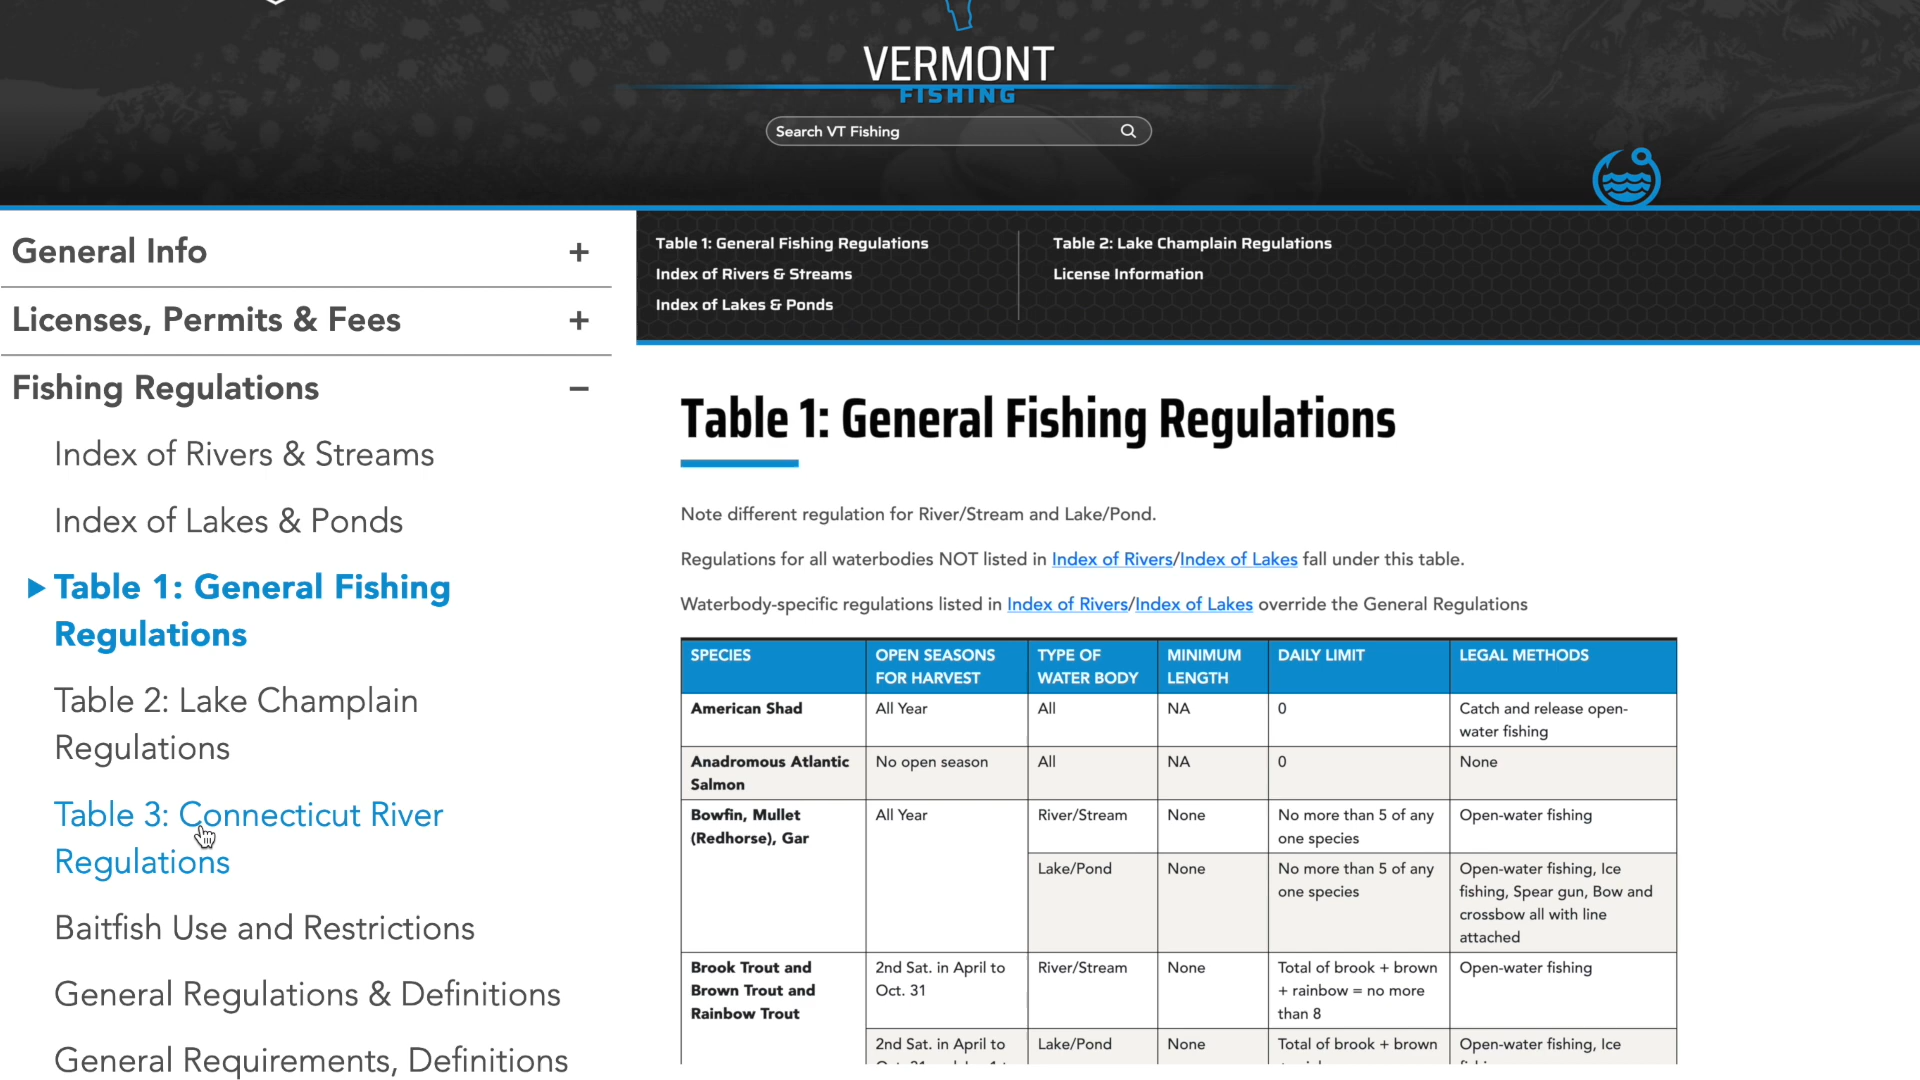 VERMONT
FISHING
Search VT Fishing
General Info +
Licenses, Permits & Fees +
Fishing Regulations −
Index of Rivers & Streams
Index of Lakes & Ponds
Table 1: General Fishing
Regulations
Table 2: Lake Champlain
Regulations
Table 3: Connecticut River
Regulations
Baitfish Use and Restrictions
General Regulations & Definitions
General Requirements, Definitions
Table 1: General Fishing Regulations
Index of Rivers & Streams
Index of Lakes & Ponds
Table 2: Lake Champlain Regulations
License Information
Table 1: General Fishing Regulations
Note different regulation for River/Stream and Lake/Pond.
Regulations for all waterbodies NOT listed in Index of Rivers/Index of Lakes fall under this table.
Waterbody-specific regulations listed in Index of Rivers/Index of Lakes override the General Regulations
SPECIES
OPEN SEASONS
FOR HARVEST
TYPE OF
WATER BODY
MINIMUM
LENGTH
DAILY LIMIT
LEGAL METHODS
American Shad
All Year
All
NA
0
Catch and release open-
water fishing
Anadromous Atlantic
Salmon
No open season
All
NA
0
None
Bowfin, Mullet
(Redhorse), Gar
All Year
River/Stream
None
No more than 5 of any
one species
Open-water fishing
Lake/Pond
None
No more than 5 of any
one species
Open-water fishing, Ice
fishing, Spear gun, Bow and
crossbow all with line
attached
Brook Trout and
Brown Trout and
Rainbow Trout
2nd Sat. in April to
Oct. 31
River/Stream
None
Total of brook + brown
+ rainbow = no more
than 8
Open-water fishing
2nd Sat. in April to
Lake/Pond
None
Total of brook + brown
Open-water fishing, Ice